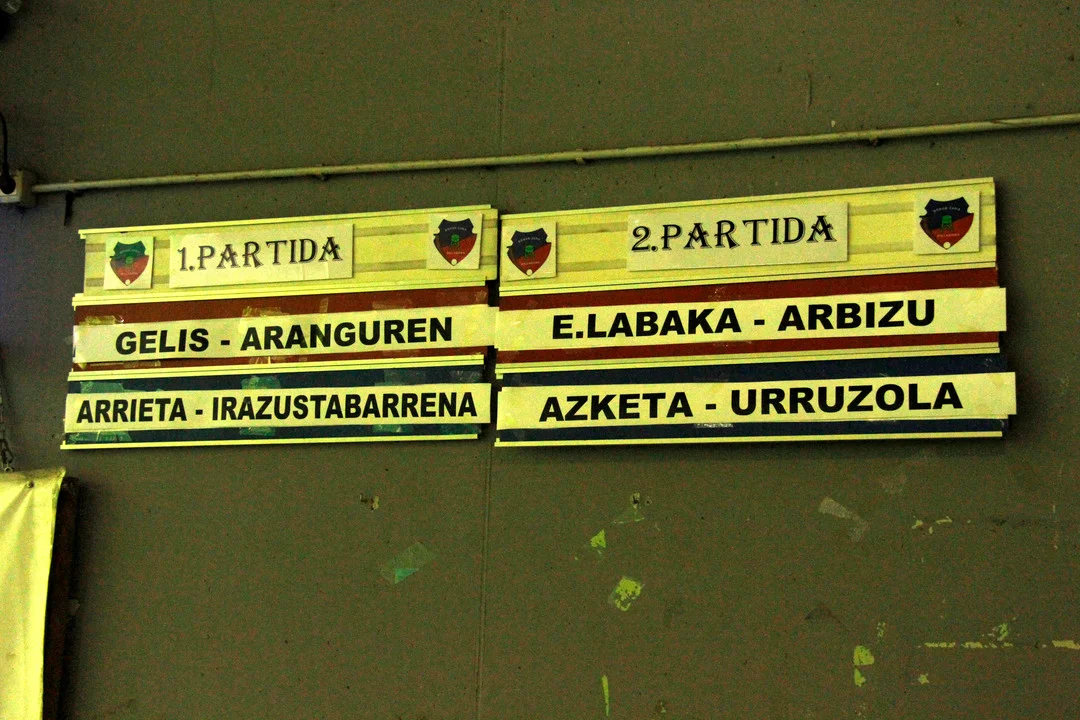 1.PARTIDA
GELIS - ARANGUREN
ARRIETA - IRAZUSTABARRENA
2.PARTIDA
E.LABAKA - ARBIZU
AZKETA - URRUZOLA